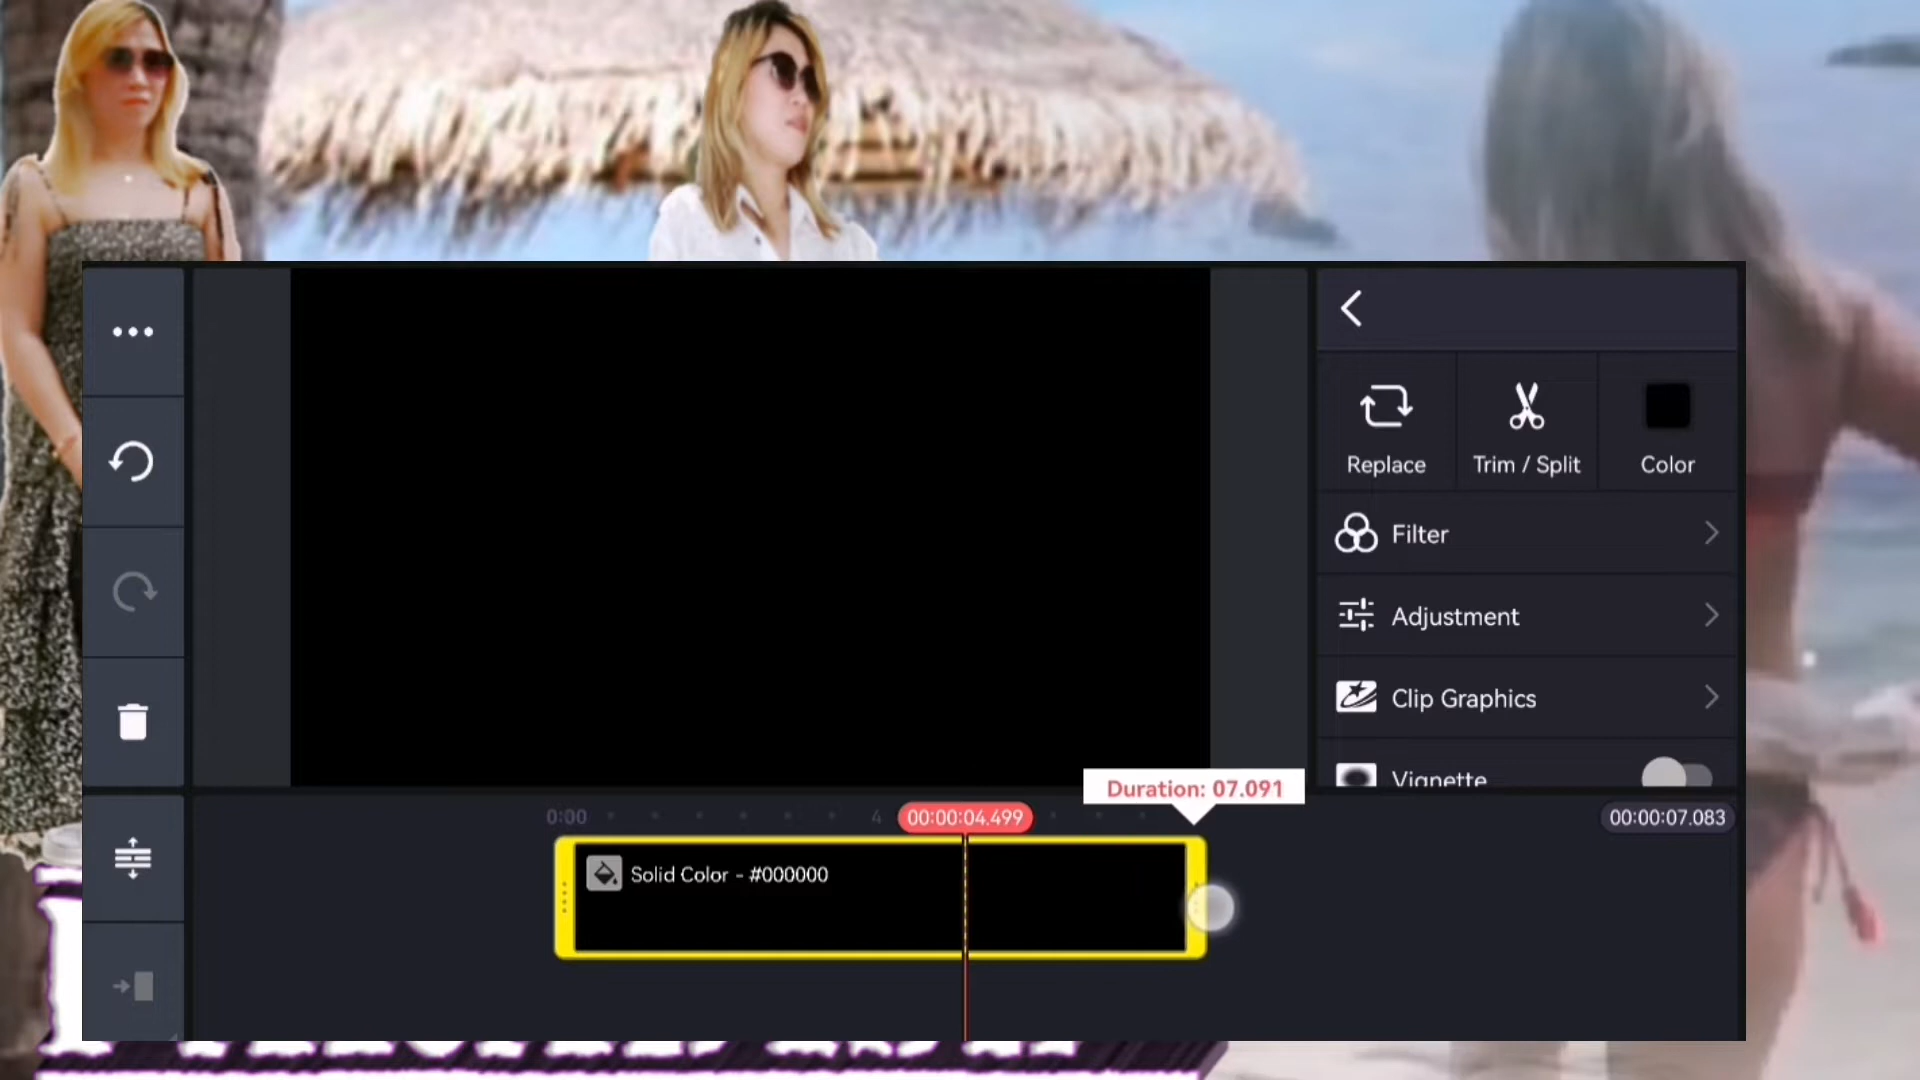 Replace
Trim / Split
Color
Filter
Adjustment
Clip Graphics
Vignette
Duration: 07.091
0:00
4
00:00:04.499
00:00:07.083
Solid Color - #000000